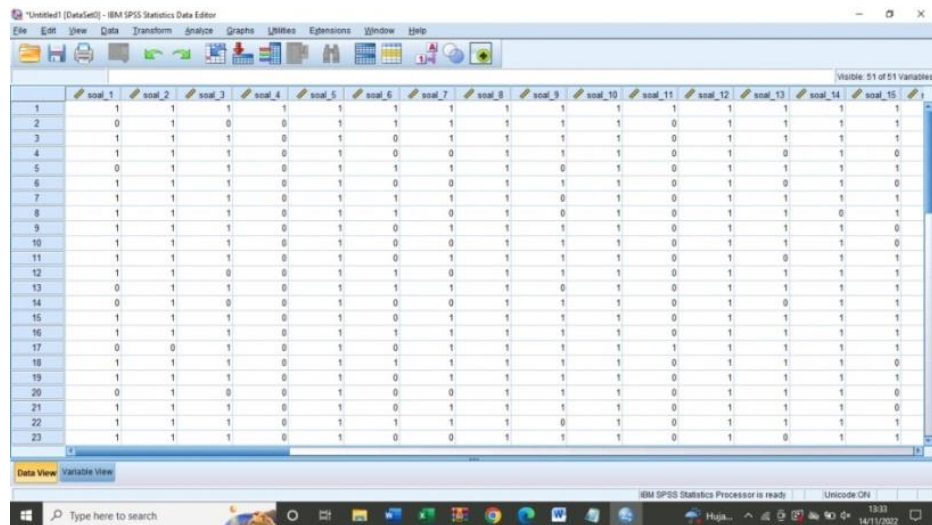 *Untitled1 [DataSet0] - IBM SPSS Statistics Data Editor
File Edit View Data Transform Analyze Graphs Utilities Extensions Window Help
Visible: 51 of 51 Variables
soal_1 soal_2 soal_3 soal_4 soal_5 soal_6 soal_7 soal_8 soal_9 soal_10 soal_11 soal_12 soal_13 soal_14 soal_15
1 1 1 1 1 1 1 1 1 1 1 1 1 1 1 1
2 0 1 0 0 1 1 1 1 1 1 0 1 1 1 1
3 1 1 1 0 1 0 1 1 1 1 0 1 1 1 1
4 1 1 1 0 1 0 0 1 1 1 0 1 0 1 0
5 0 1 1 0 1 1 1 1 0 1 0 1 1 1 1
6 1 1 1 0 1 0 0 1 1 1 0 1 0 1 0
7 1 1 1 0 1 1 1 1 0 1 0 1 1 1 1
8 1 1 1 0 1 1 0 1 0 1 0 1 1 0 1
9 1 1 1 0 1 0 1 1 1 1 0 1 1 1 0
10 1 1 1 0 1 0 0 1 1 1 0 1 1 1 0
11 1 1 1 0 1 0 1 1 1 1 0 1 0 1 1
12 1 1 0 0 1 1 0 1 1 1 0 1 1 1 1
13 0 1 1 0 1 1 1 1 0 1 0 1 1 1 1
14 0 1 0 0 1 0 0 1 1 1 0 1 0 1 1
15 1 1 1 0 1 0 1 1 1 1 0 1 1 1 1
16 1 1 1 0 1 1 1 1 1 1 0 1 1 1 1
17 0 0 1 0 1 0 1 1 1 1 1 1 1 1 1
18 1 1 1 0 1 1 1 1 1 1 0 1 1 1 0
19 1 1 1 0 1 0 1 1 1 1 0 1 1 1 1
20 0 1 0 0 1 0 0 1 1 1 0 1 1 1 0
21 1 1 1 0 1 0 1 1 1 1 0 1 1 1 0
22 1 1 1 0 1 1 1 1 0 1 0 1 1 1 1
23 1 1 1 0 1 0 0 1 1 1 0 1 0 1 1
Data View Variable View
IBM SPSS Statistics Processor is ready Unicode:ON
Type here to search
Huja...
13:33
14/11/2022